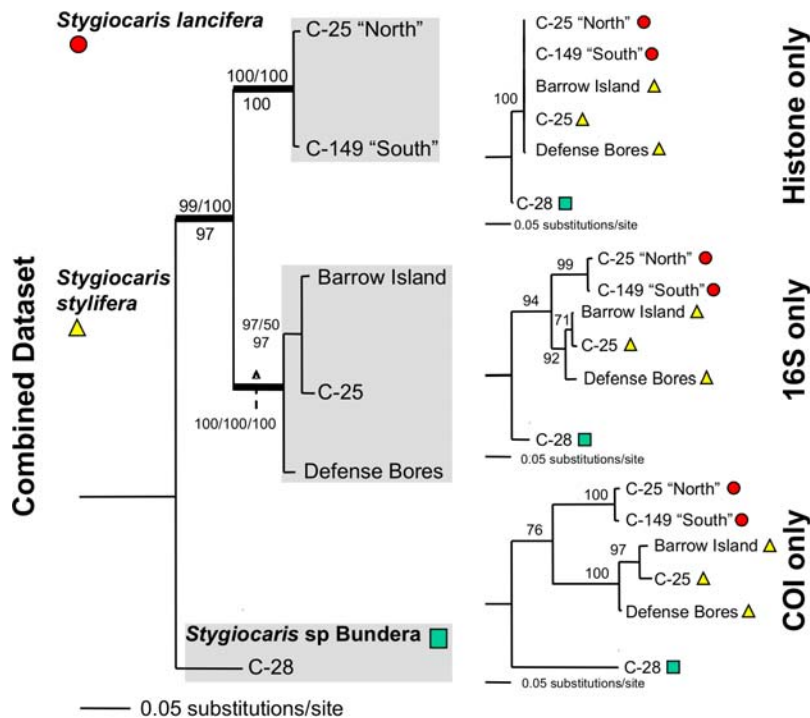 Combined Dataset
Stygiocaris lancifera
C-25 "North"
100/100
100
C-149 "South"
99/100
97
Stygiocaris
stylifera
Barrow Island
97/50
97
C-25
100/100/100
Defense Bores
Stygiocaris sp Bundera
C-28
0.05 substitutions/site
Histone only
C-25 "North"
C-149 "South"
Barrow Island
100
C-25
Defense Bores
C-28
0.05 substitutions/site
16S only
C-25 "North"
99
C-149 "South"
94
Barrow Island
71
C-25
92
Defense Bores
C-28
0.05 substitutions/site
COI only
C-25 "North"
100
C-149 "South"
76
Barrow Island
97
C-25
100
Defense Bores
C-28
0.05 substitutions/site